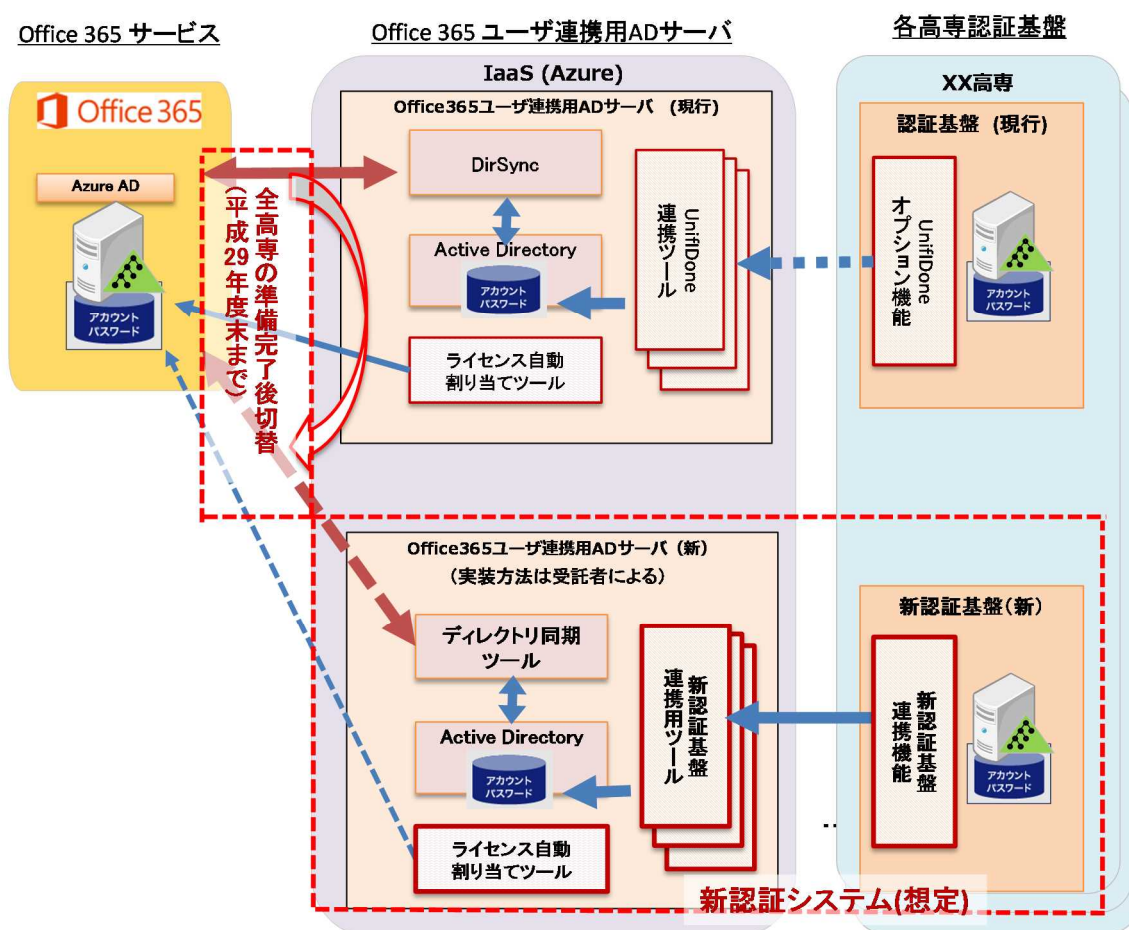 Office 365 サービス
Office 365 ユーザ連携用ADサーバ
各高専認証基盤
IaaS (Azure)
XX高専
Office 365
Azure AD
アカウント
パスワード
全高専の準備完了後切替
(平成29年度末まで)
Office365ユーザ連携用ADサーバ (現行)
DirSync
Active Directory
アカウント
パスワード
ライセンス自動
割り当てツール
UnifIDone
連携ツール
認証基盤 (現行)
UnifIDone
オプション機能
アカウント
パスワード
Office365ユーザ連携用ADサーバ (新)
(実装方法は受託者による)
ディレクトリ同期
ツール
Active Directory
アカウント
パスワード
ライセンス自動
割り当てツール
新認証基盤
連携用ツール
新認証基盤(新)
新認証基盤
連携機能
アカウント
パスワード
…
新認証システム(想定)